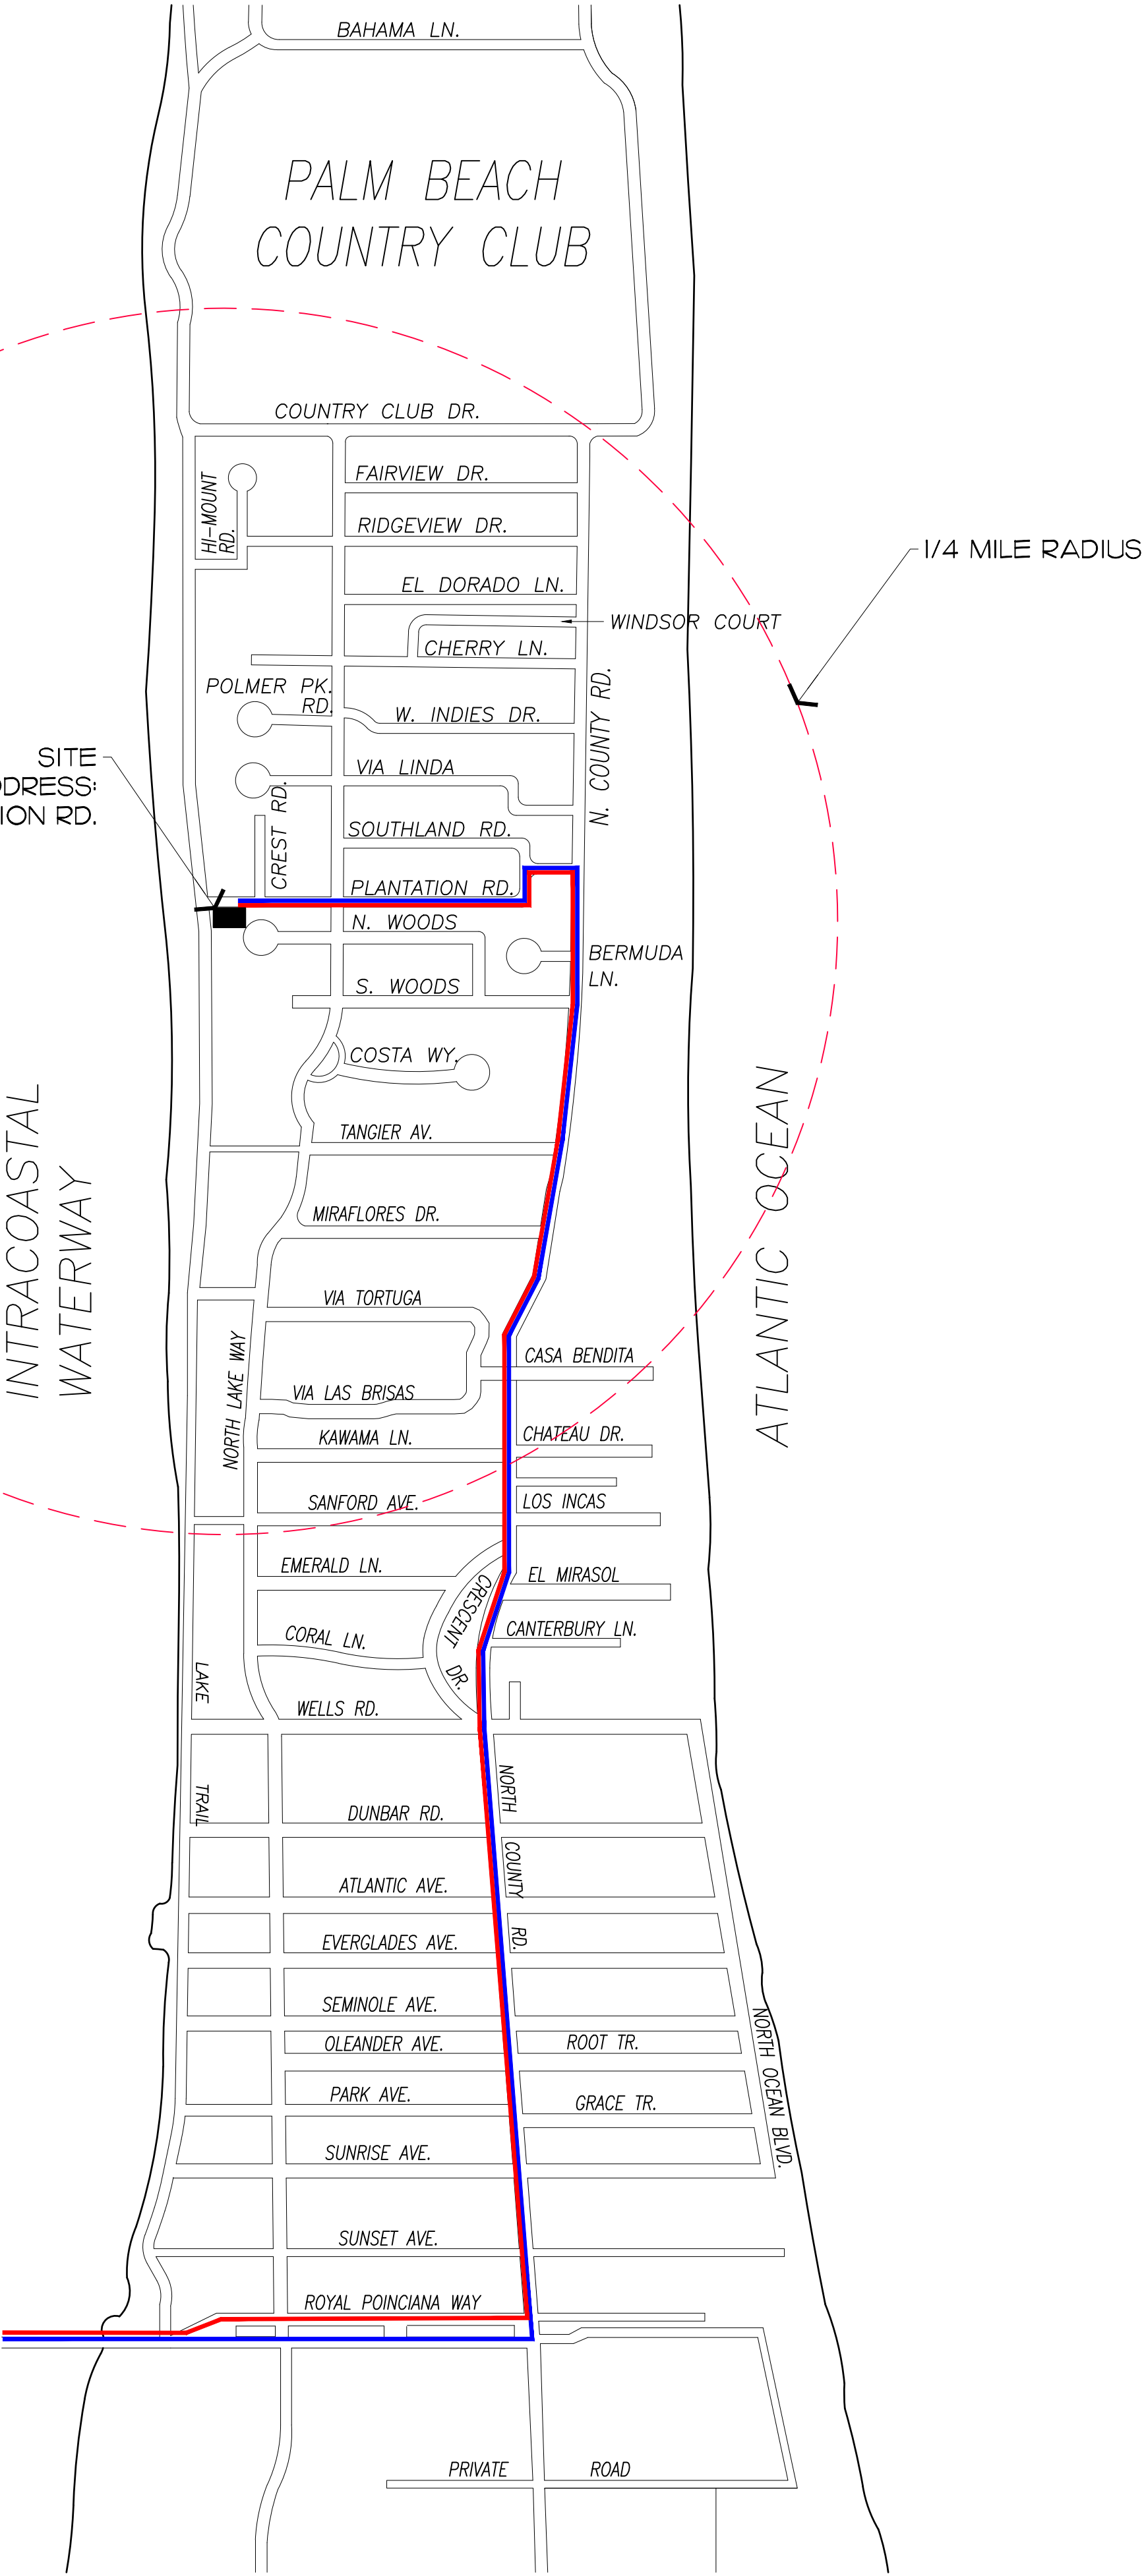 BAHAMA LN.
PALM BEACH
COUNTRY CLUB
COUNTRY CLUB DR.
HI-MOUNT
RD.
FAIRVIEW DR.
RIDGEVIEW DR.
1/4 MILE RADIUS
EL DORADO LN.
WINDSOR COURT
CHERRY LN.
POLMER PK.
RD.
W. INDIES DR.
N. COUNTY RD.
SITE
DDRESS:
ION RD.
VIA LINDA
CREST RD.
SOUTHLAND RD.
PLANTATION RD.
N. WOODS
BERMUDA
LN.
S. WOODS
COSTA WY.
INTRACOASTAL
WATERWAY
ATLANTIC OCEAN
TANGIER AV.
MIRAFLORES DR.
VIA TORTUGA
NORTH LAKE WAY
CASA BENDITA
VIA LAS BRISAS
KAWAMA LN.
CHATEAU DR.
SANFORD AVE.
LOS INCAS
EMERALD LN.
EL MIRASOL
CRESCENT
DR.
CORAL LN.
CANTERBURY LN.
LAKE
TRAIL
WELLS RD.
NORTH
COUNTY
RD.
DUNBAR RD.
ATLANTIC AVE.
EVERGLADES AVE.
SEMINOLE AVE.
OLEANDER AVE.
ROOT TR.
NORTH OCEAN BLVD.
PARK AVE.
GRACE TR.
SUNRISE AVE.
SUNSET AVE.
ROYAL POINCIANA WAY
PRIVATE ROAD